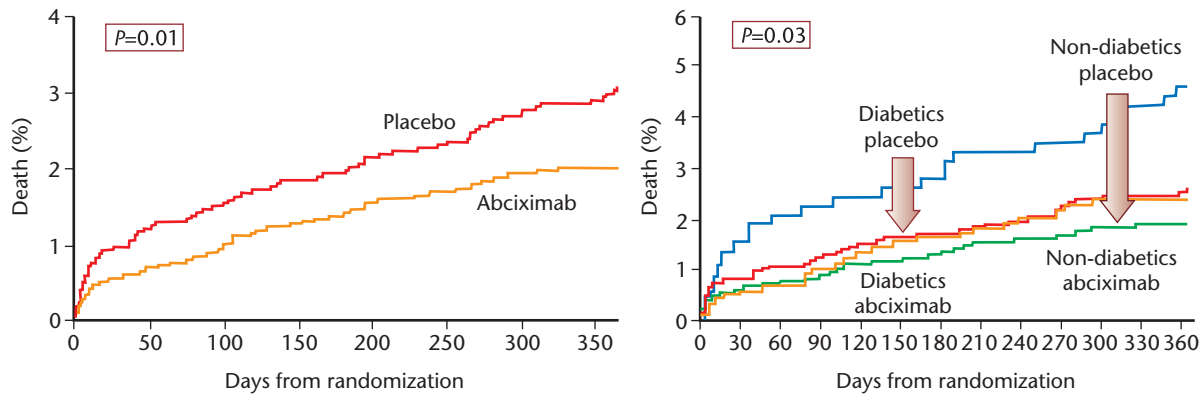 4
3
2
1
0
Death (%)
P=0.01
Placebo
Abciximab
0 50 100 150 200 250 300 350
Days from randomization
6
5
4
3
2
1
0
Death (%)
P=0.03
Non-diabetics
placebo
Diabetics
placebo
Diabetics
abciximab
Non-diabetics
abciximab
0 30 60 90 120 150 180 210 240 270 300 330 360
Days from randomization